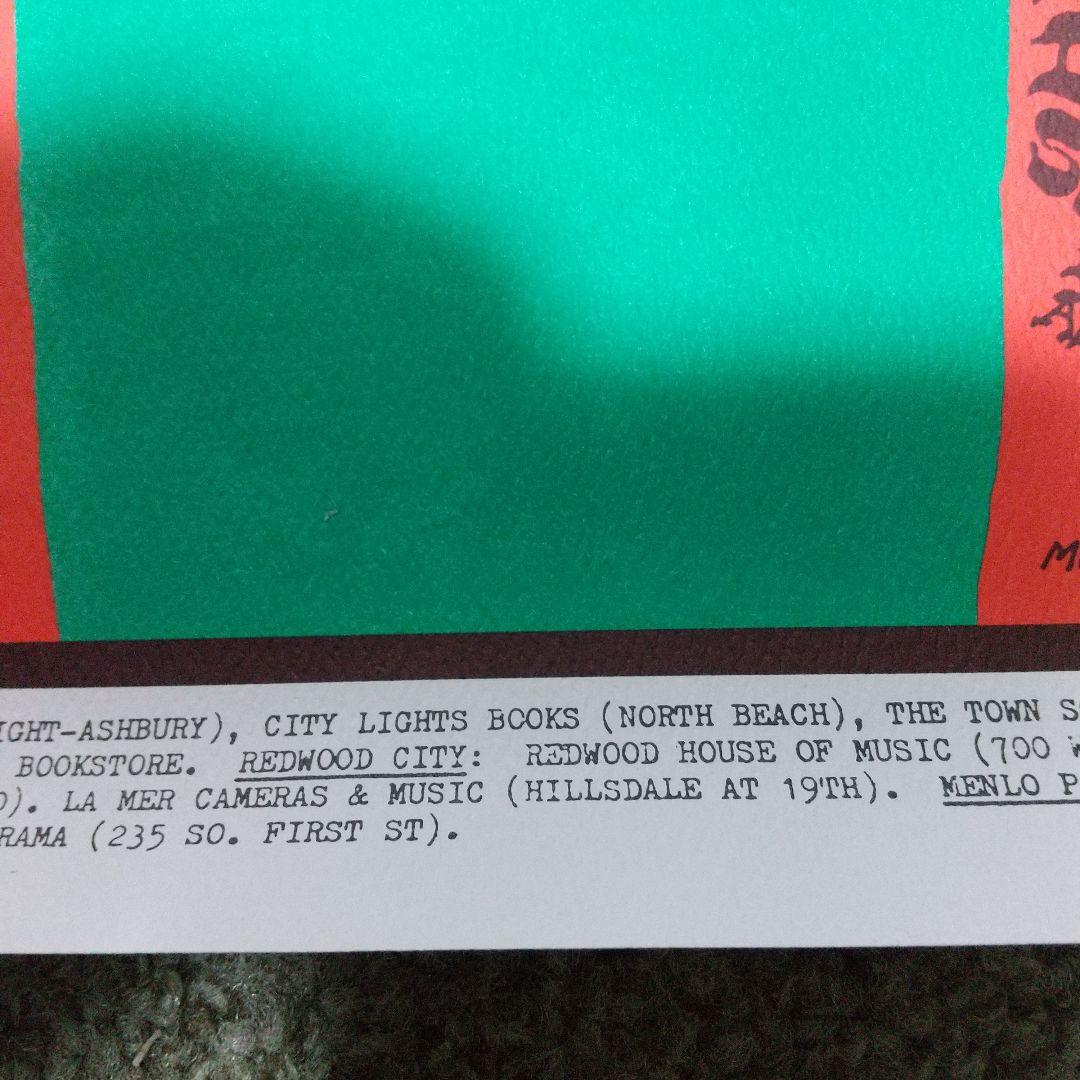 IGHT-ASHBURY), CITY LIGHTS BOOKS (NORTH BEACH), THE TOWN S
BOOKSTORE. REDWOOD CITY: REDWOOD HOUSE OF MUSIC (700 W
). LA MER CAMERAS & MUSIC (HILLSDALE AT 19TH). MENLO P
RAMA (235 SO. FIRST ST).